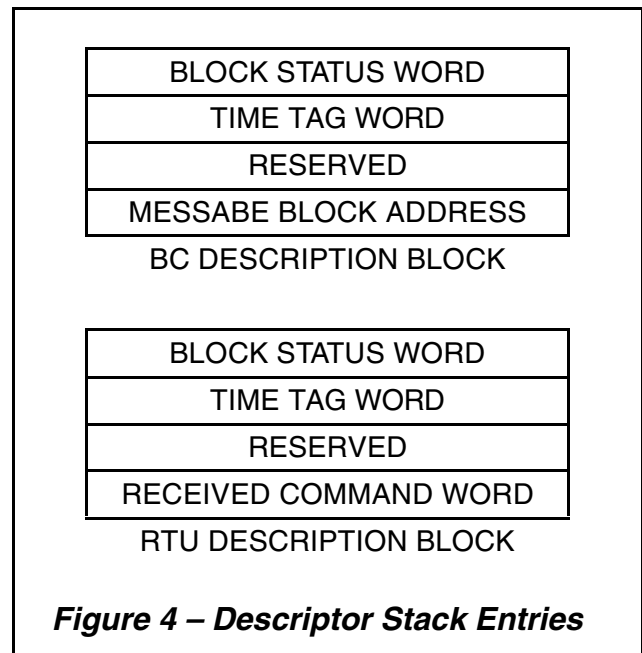 BLOCK STATUS WORD
TIME TAG WORD
RESERVED
MESSABE BLOCK ADDRESS
BC DESCRIPTION BLOCK
BLOCK STATUS WORD
TIME TAG WORD
RESERVED
RECEIVED COMMAND WORD
RTU DESCRIPTION BLOCK
Figure 4 – Descriptor Stack Entries